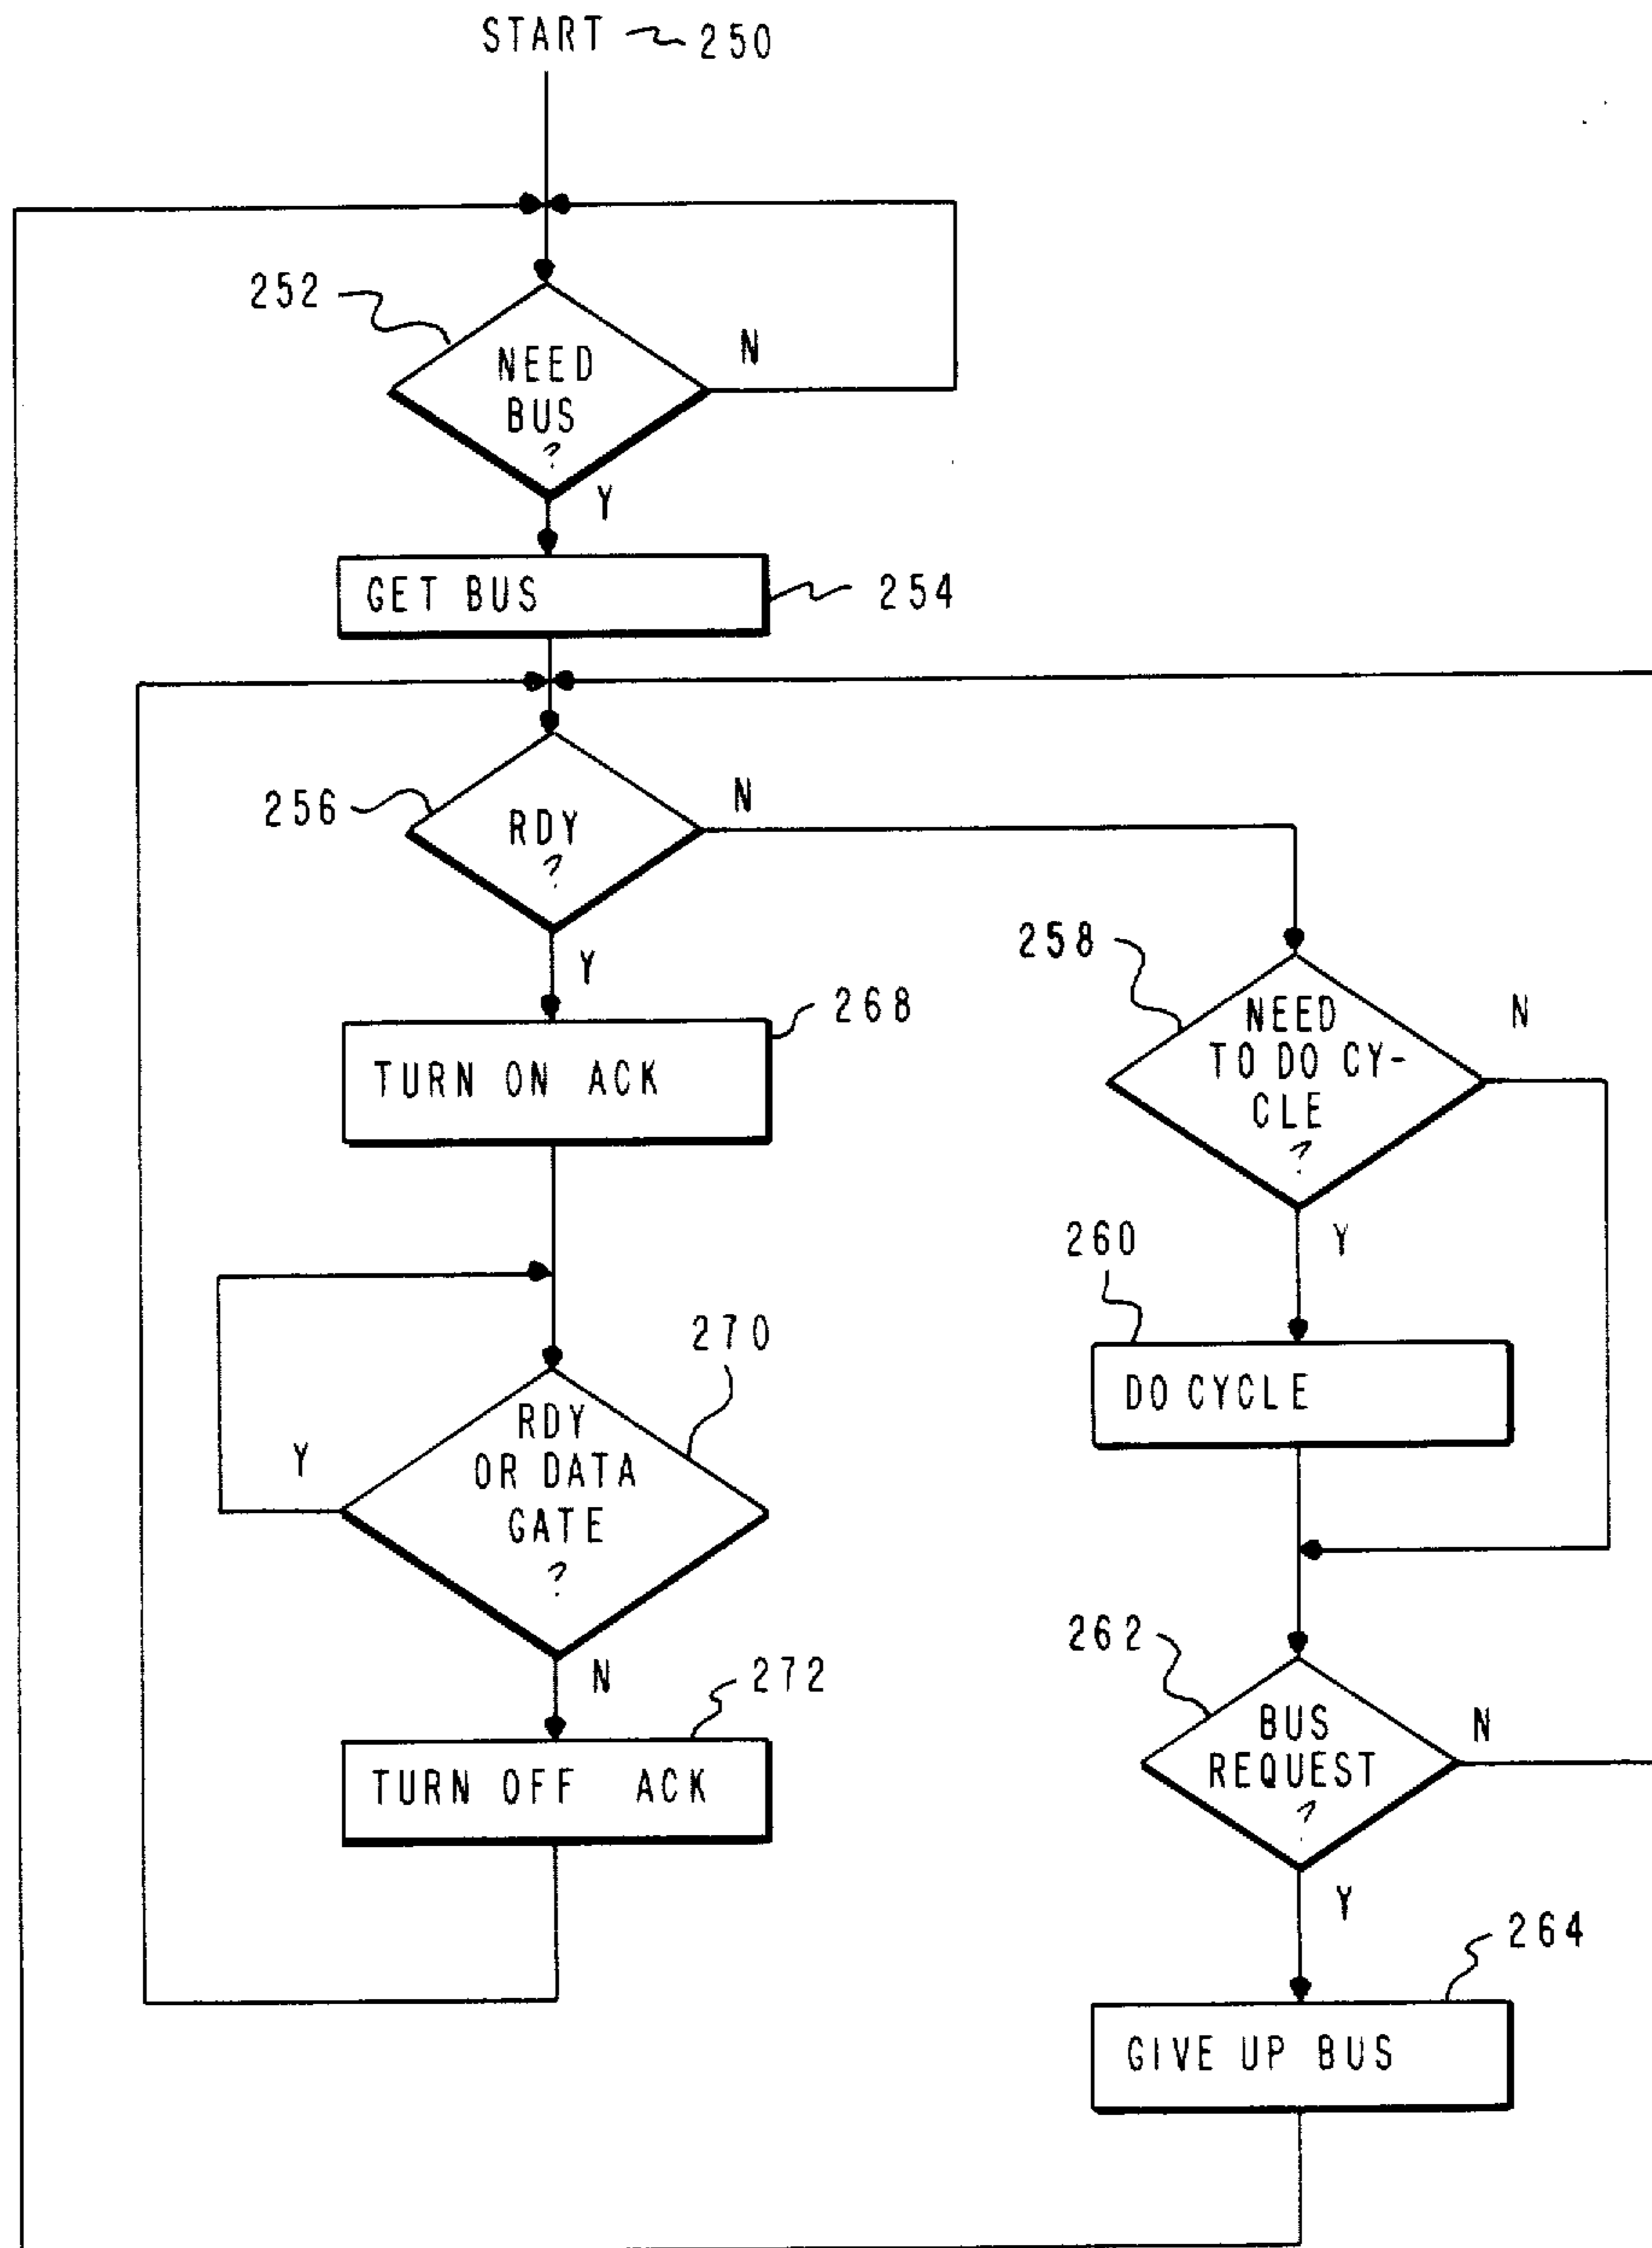 START 250
252
NEED
BUS
?
N
Y
GET BUS
254
256
RDY
?
N
Y
268
TURN ON ACK
258
NEED
TO DO CY-
CLE
?
N
Y
260
DO CYCLE
270
RDY
OR DATA
GATE
?
Y
N
272
TURN OFF ACK
262
BUS
REQUEST
?
N
Y
264
GIVE UP BUS